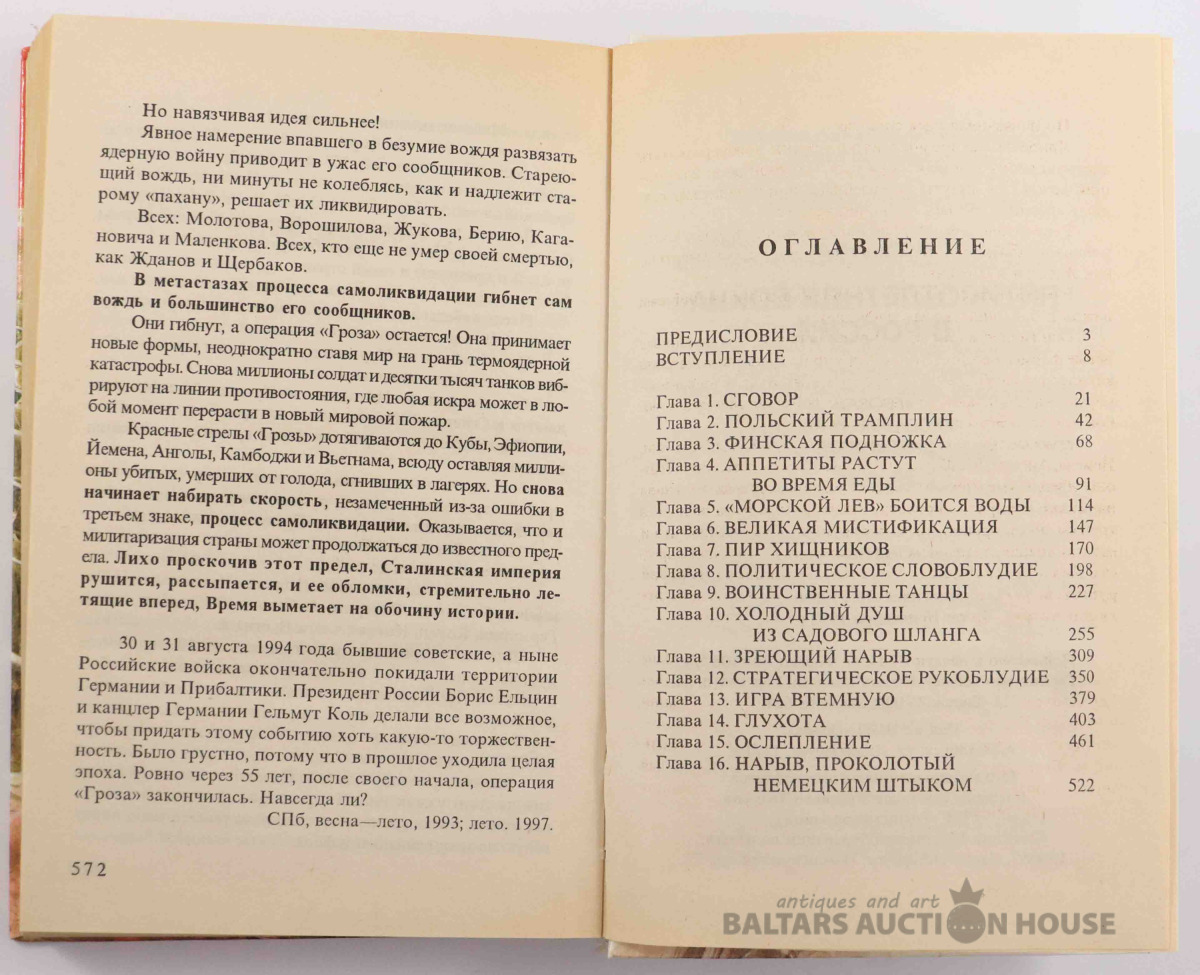 Но навязчивая идея сильнее!
Явное намерение впавшего в безумие вождя развязать
ядерную войну приводит в ужас его сообщников. Старею-
щий вождь, ни минуты не колеблясь, как и надлежит ста-
рому «пахану», решает их ликвидировать.
Всех: Молотова, Ворошилова, Жукова, Берию, Кага-
новича и Маленкова. Всех, кто еще не умер своей смертью,
как Жданов и Щербаков.
В метастазах процесса самоликвидации гибнет сам
вождь и большинство его сообщников.
Они гибнут, а операция «Гроза» остается! Она принимает
новые формы, неоднократно ставя мир на грань термоядерной
катастрофы. Снова миллионы солдат и десятки тысяч танков виб-
рируют на линии противостояния, где любая искра может в лю-
бой момент перерасти в новый мировой пожар.
Красные стрелы «Грозы» дотягиваются до Кубы, Эфиопии,
Йемена, Анголы, Камбоджи и Вьетнама, всюду оставляя милли-
оны убитых, умерших от голода, сгнивших в лагерях. Но снова
начинает набирать скорость, незамеченный из-за ошибки в
третьем знаке, процесс самоликвидации. Оказывается, что и
милитаризация страны может продолжаться до известного пред-
ела. Лихо проскочив этот предел, Сталинская империя
рушится, рассыпается, и ее обломки, стремительно ле-
тящие вперед, Время выметает на обочину истории.
30 и 31 августа 1994 года бывшие советские, а ныне
Российские войска окончательно покидали территории
Германии и Прибалтики. Президент России Борис Ельцин
и канцлер Германии Гельмут Коль делали все возможное,
чтобы придать этому событию хоть какую-то торжествен-
ность. Было грустно, потому что в прошлое уходила целая
эпоха. Ровно через 55 лет, после своего начала, операция
«Гроза» закончилась. Навсегда ли?
СПб, весна—лето, 1993; лето. 1997.
572
ОГЛАВЛЕНИЕ
ПРЕДИСЛОВИЕ 3
ВСТУПЛЕНИЕ 8
Глава 1. СГОВОР 21
Глава 2. ПОЛЬСКИЙ ТРАМПЛИН 42
Глава 3. ФИНСКАЯ ПОДНОЖКА 68
Глава 4. АППЕТИТЫ РАСТУТ
ВО ВРЕМЯ ЕДЫ 91
Глава 5. «МОРСКОЙ ЛЕВ» БОИТСЯ ВОДЫ 114
Глава 6. ВЕЛИКАЯ МИСТИФИКАЦИЯ 147
Глава 7. ПИР ХИЩНИКОВ 170
Глава 8. ПОЛИТИЧЕСКОЕ СЛОВОБЛУДИЕ 198
Глава 9. ВОИНСТВЕННЫЕ ТАНЦЫ 227
Глава 10. ХОЛОДНЫЙ ДУШ
ИЗ САДОВОГО ШЛАНГА 255
Глава 11. ЗРЕЮЩИЙ НАРЫВ 309
Глава 12. СТРАТЕГИЧЕСКОЕ РУКОБЛУДИЕ 350
Глава 13. ИГРА ВТЕМНУЮ 379
Глава 14. ГЛУХОТА 403
Глава 15. ОСЛЕПЛЕНИЕ 461
Глава 16. НАРЫВ, ПРОКОЛОТЫЙ
НЕМЕЦКИМ ШТЫКОМ 522
antiques and art
BALTARS AUCTION HOUSE